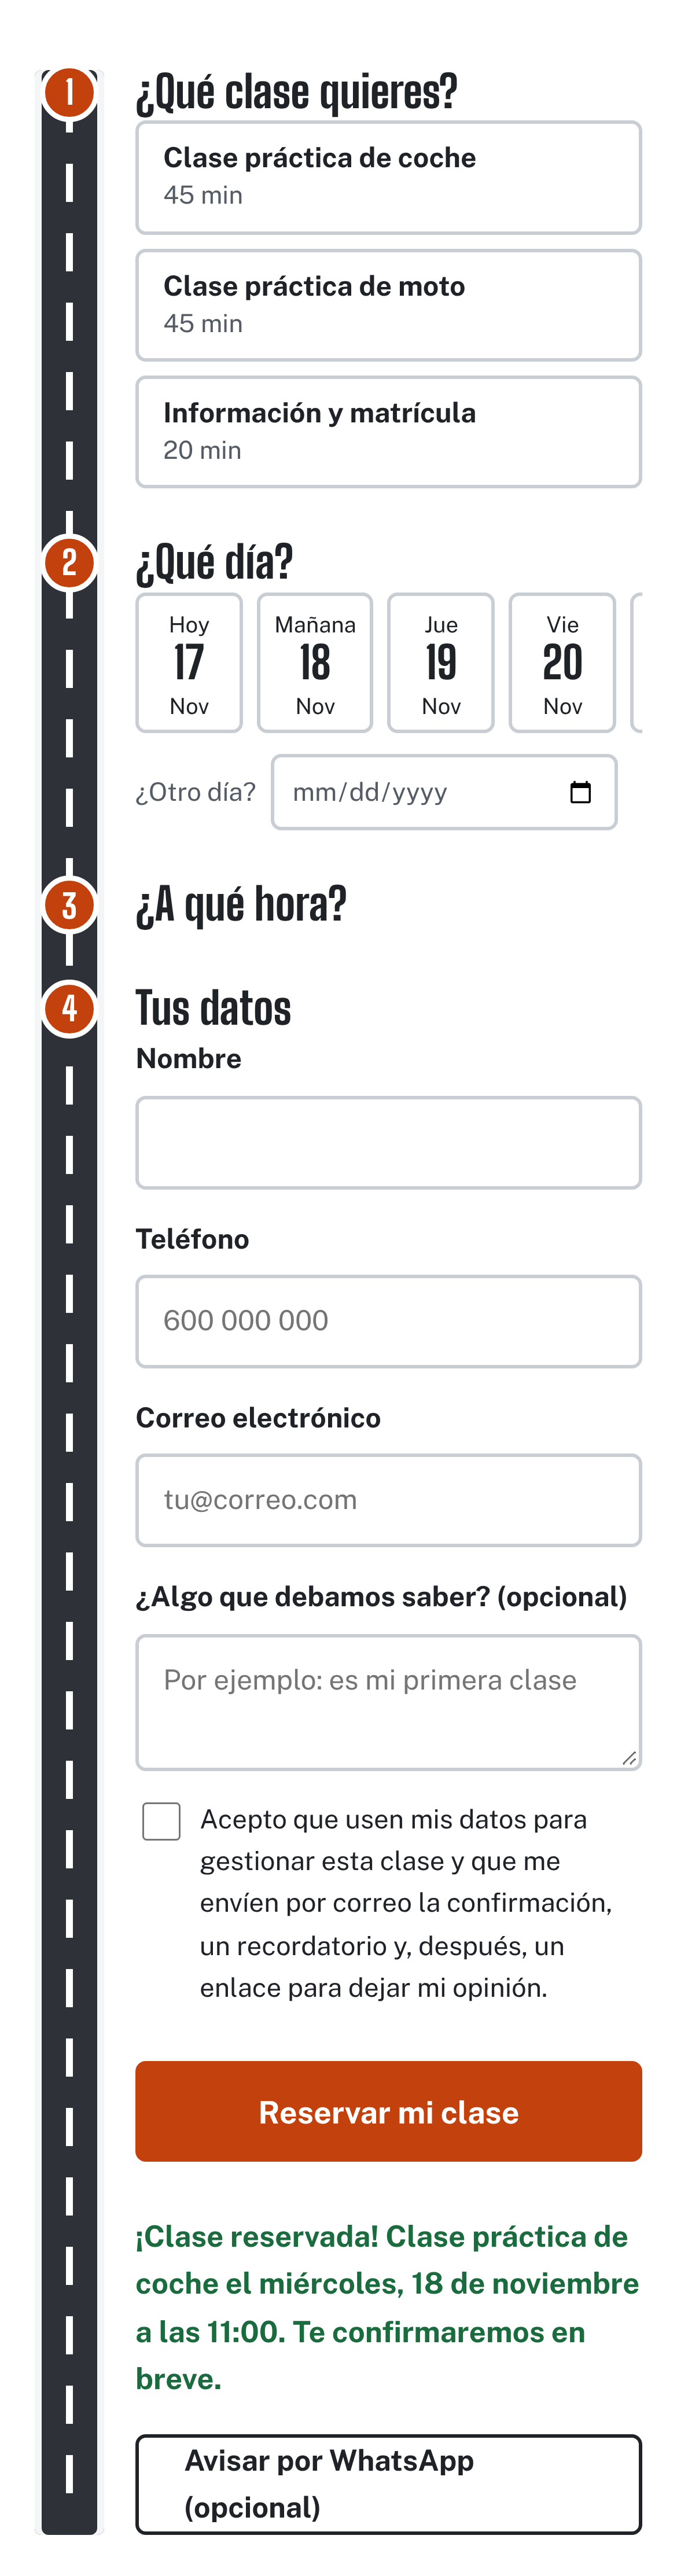 1
¿Qué clase quieres?
Clase práctica de coche
45 min
Clase práctica de moto
45 min
Información y matrícula
20 min
2
¿Qué día?
Hoy
17
Nov
Mañana
18
Nov
Jue
19
Nov
Vie
20
Nov
¿Otro día?
mm/dd/yyyy
3
¿A qué hora?
4
Tus datos
Nombre
Teléfono
600 000 000
Correo electrónico
tu@correo.com
¿Algo que debamos saber? (opcional)
Por ejemplo: es mi primera clase
Acepto que usen mis datos para
gestionar esta clase y que me
envíen por correo la confirmación,
un recordatorio y, después, un
enlace para dejar mi opinión.
Reservar mi clase
¡Clase reservada! Clase práctica de
coche el miércoles, 18 de noviembre
a las 11:00. Te confirmaremos en
breve.
Avisar por WhatsApp
(opcional)